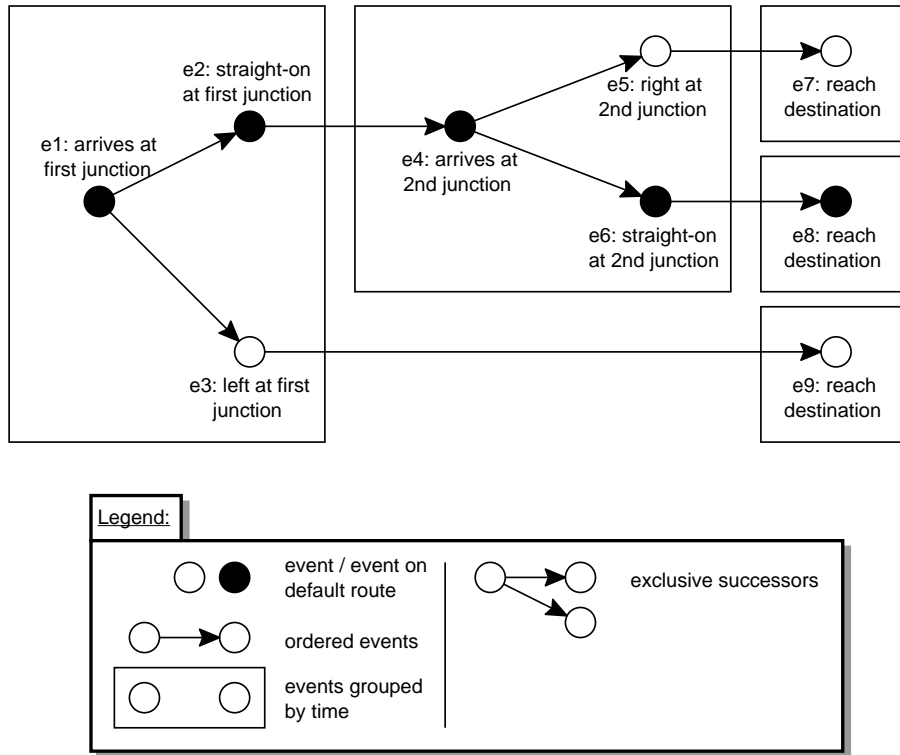 e2: straight-on
at first junction
e5: right at
2nd junction
e7: reach
destination
e1: arrives at
first junction
e4: arrives at
2nd junction
e6: straight-on
at 2nd junction
e8: reach
destination
e3: left at first
junction
e9: reach
destination
Legend:
event / event on
default route
ordered events
events grouped
by time
exclusive successors